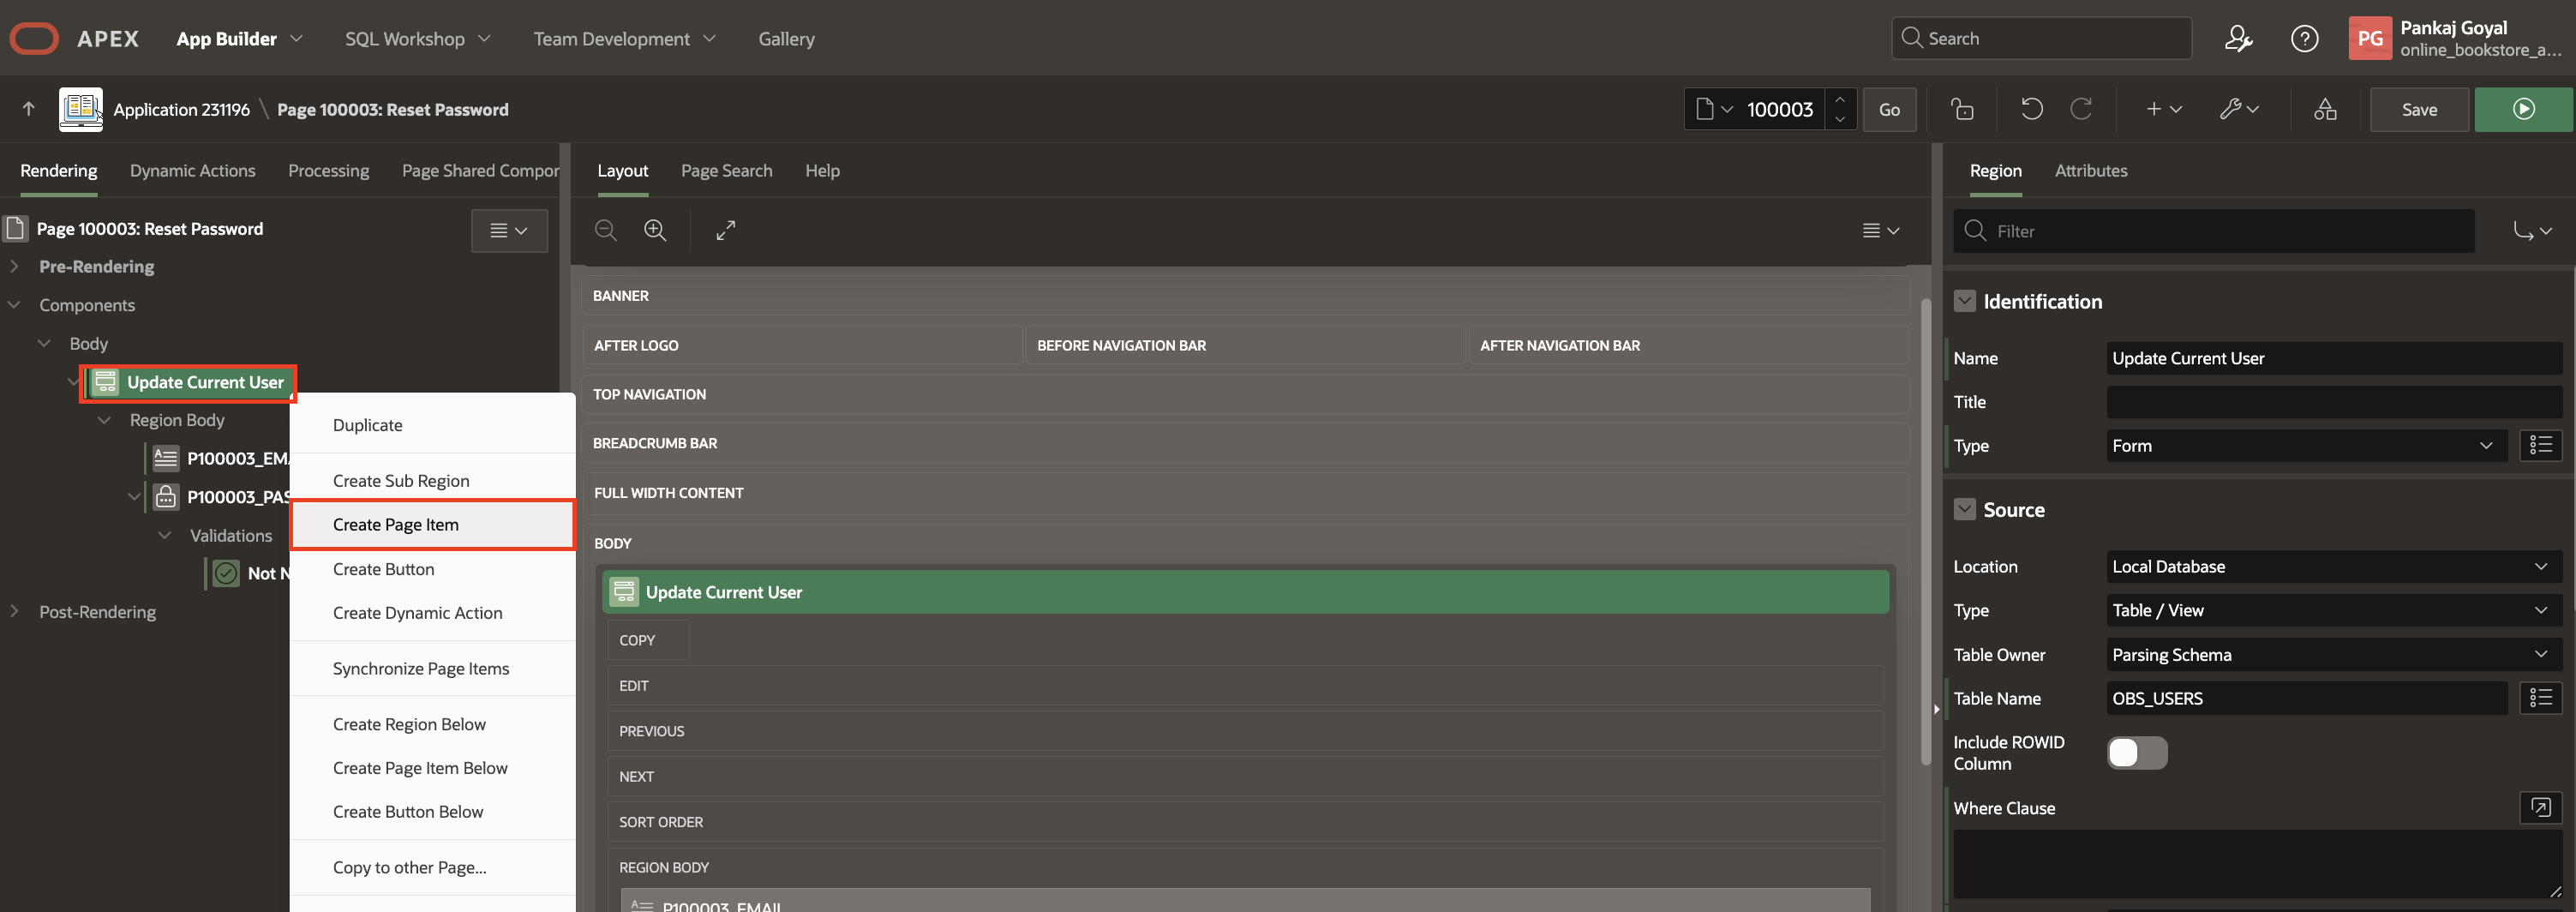 APEX App Builder SQL Workshop Team Development Gallery Search PG Pankaj Goyal
online_bookstore_a...
Application 231196 \ Page 100003: Reset Password 100003 Go Save
Rendering Dynamic Actions Processing Page Shared Compor
Page 100003: Reset Password
Pre-Rendering
Components
Body
Update Current User
Region Body
P100003_EM
P100003_PAS
Validations
Not N
Post-Rendering
Duplicate
Create Sub Region
Create Page Item
Create Button
Create Dynamic Action
Synchronize Page Items
Create Region Below
Create Page Item Below
Create Button Below
Copy to other Page...
Layout Page Search Help
BANNER
AFTER LOGO BEFORE NAVIGATION BAR AFTER NAVIGATION BAR
TOP NAVIGATION
BREADCRUMB BAR
FULL WIDTH CONTENT
BODY
Update Current User
COPY
EDIT
PREVIOUS
NEXT
SORT ORDER
REGION BODY
P100003_EMAIL
Region Attributes
Filter
Identification
Name Update Current User
Title
Type Form
Source
Location Local Database
Type Table / View
Table Owner Parsing Schema
Table Name OBS_USERS
Include ROWID
Column
Where Clause